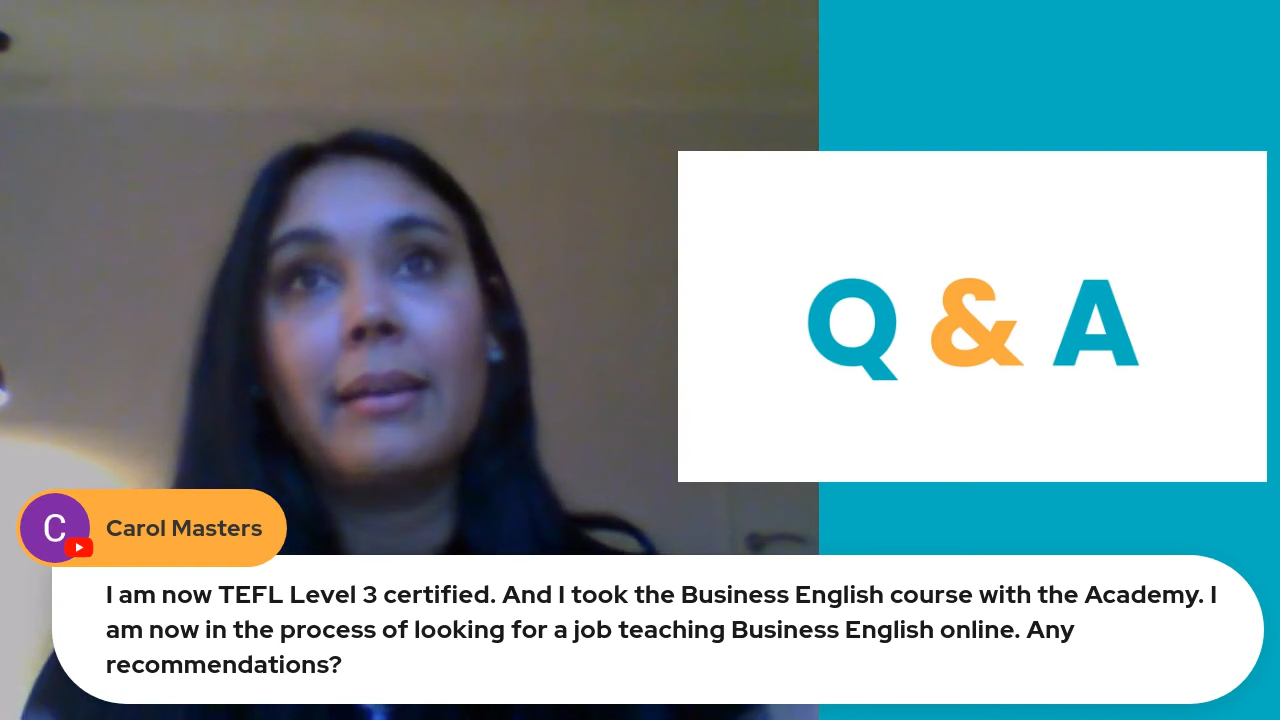 Q & A
C
Carol Masters
I am now TEFL Level 3 certified. And I took the Business English course with the Academy. I
am now in the process of looking for a job teaching Business English online. Any
recommendations?